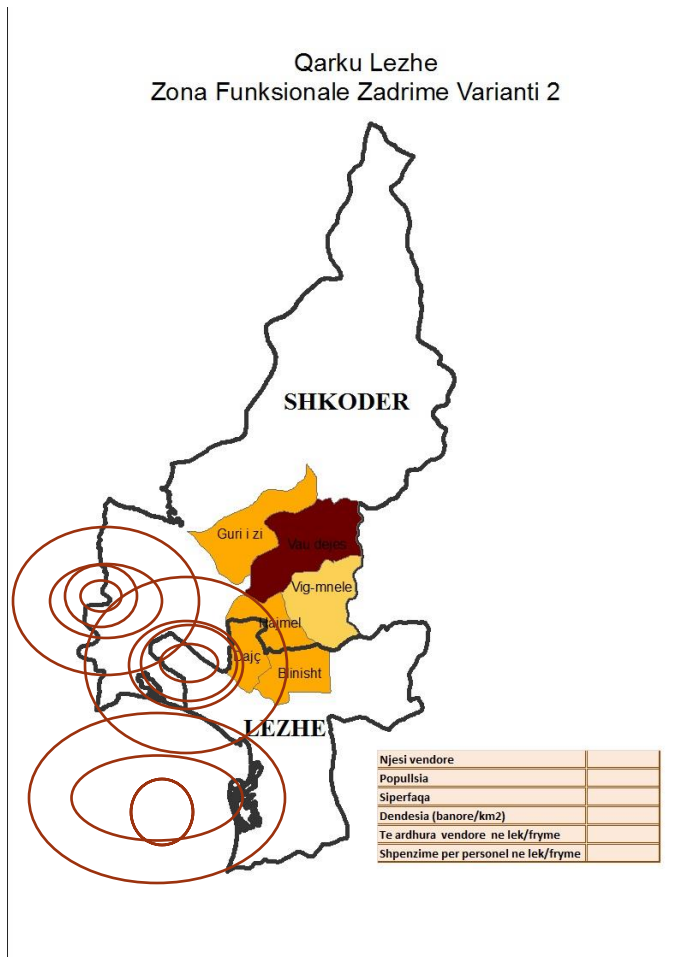 Qarku Lezhe
Zona Funksionale Zadrime Varianti 2
SHKODER
Guri i zi
Vau dejes
Vig-mnele
Hajmel
Dajç
Blinisht
LEZHE
Njesi vendore
Popullsia
Siperfaqa
Dendesia (banore/km2)
Te ardhura vendore ne lek/fryme
Shpenzime per personel ne lek/fryme